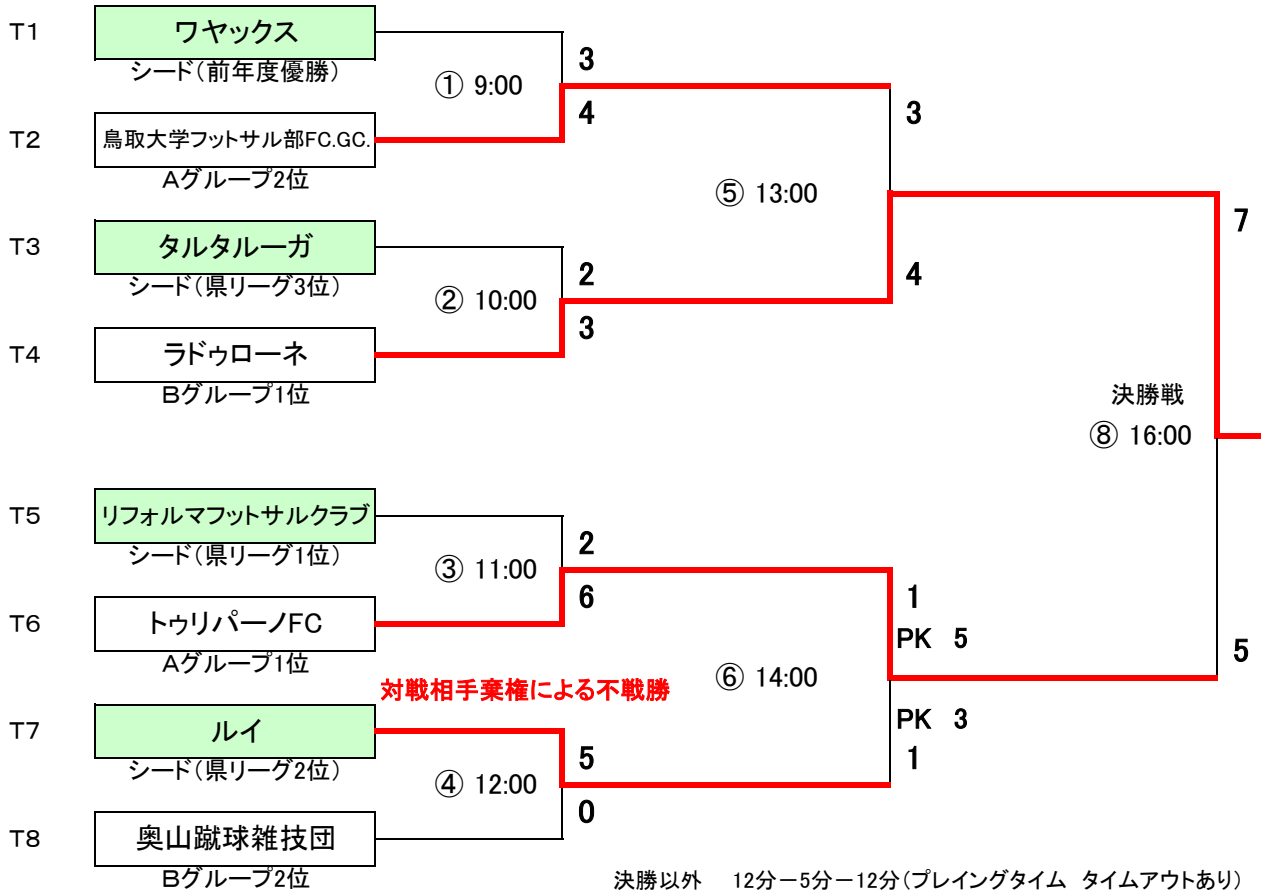 T1
ワヤックス
シード（前年度優勝）
① 9:00
3
4
T2
鳥取大学フットサル部FC.GC.
Aグループ2位
⑤ 13:00
3
4
T3
タルタルーガ
シード（県リーグ3位）
② 10:00
2
3
T4
ラドゥローネ
Bグループ1位
決勝戦
⑧ 16:00
7
5
T5
リフォルマフットサルクラブ
シード（県リーグ1位）
③ 11:00
2
6
T6
トゥリパーノFC
Aグループ1位
⑥ 14:00
1
PK 5
PK 3
1
対戦相手棄権による不戦勝
T7
ルイ
シード（県リーグ2位）
④ 12:00
5
0
T8
奥山蹴球雑技団
Bグループ2位
決勝以外　12分－5分－12分（プレイングタイム　タイムアウトあり）